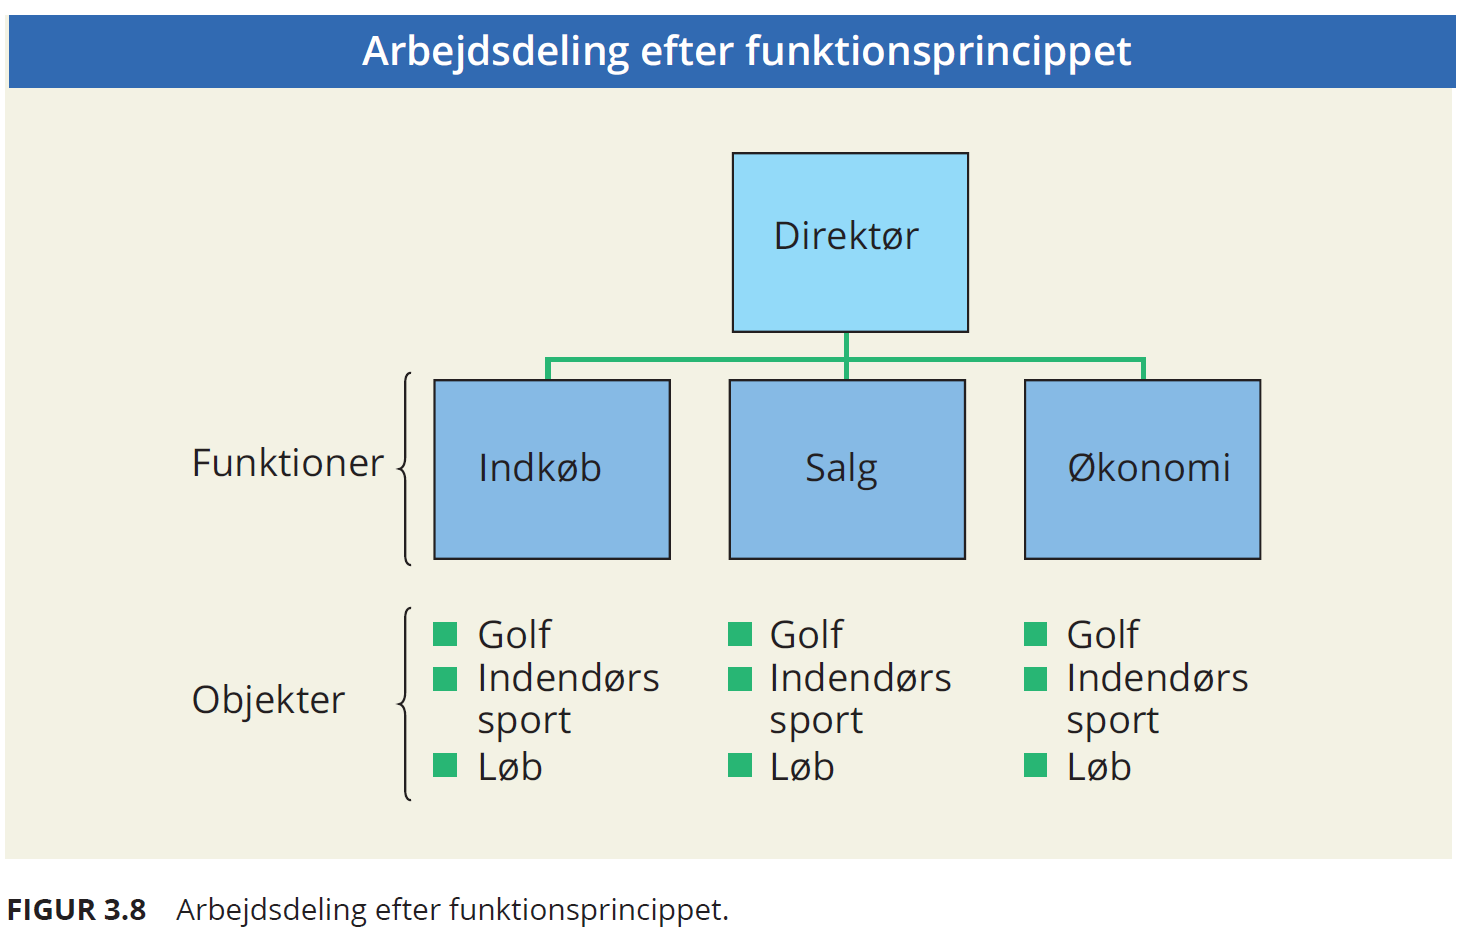 Arbejdsdeling efter funktionsprincippet
Direktør
Funktioner
Indkøb
Salg
Økonomi
Objekter
Golf
Indendørs
sport
Løb
Golf
Indendørs
sport
Løb
Golf
Indendørs
sport
Løb
FIGUR 3.8 Arbejdsdeling efter funktionsprincippet.